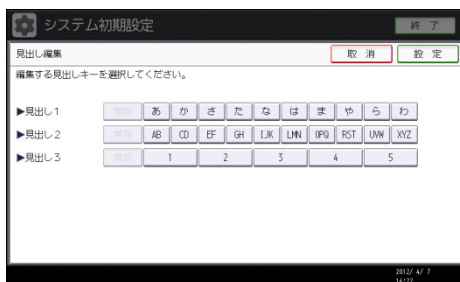 システム初期設定 終 了
見出し編集 取 消 設 定
編集する見出しキーを選択してください。
▶見出し1 常用 あ か さ た な は ま や ら わ
▶見出し2 常用 AB CD EF GH IJK LMN OPQ RST UVW XYZ
▶見出し3 常用 1 2 3 4 5
2012/ 4/ 7
14:22